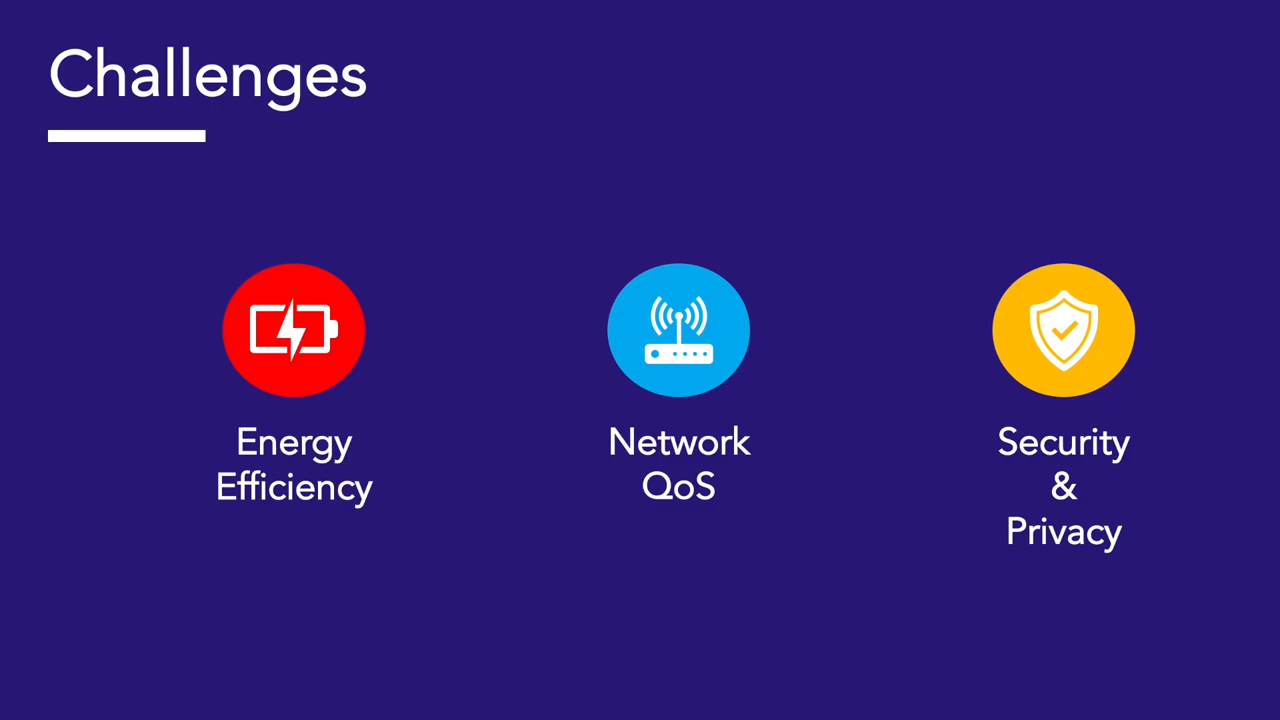 Challenges
Energy
Efficiency
Network
QoS
Security
&
Privacy